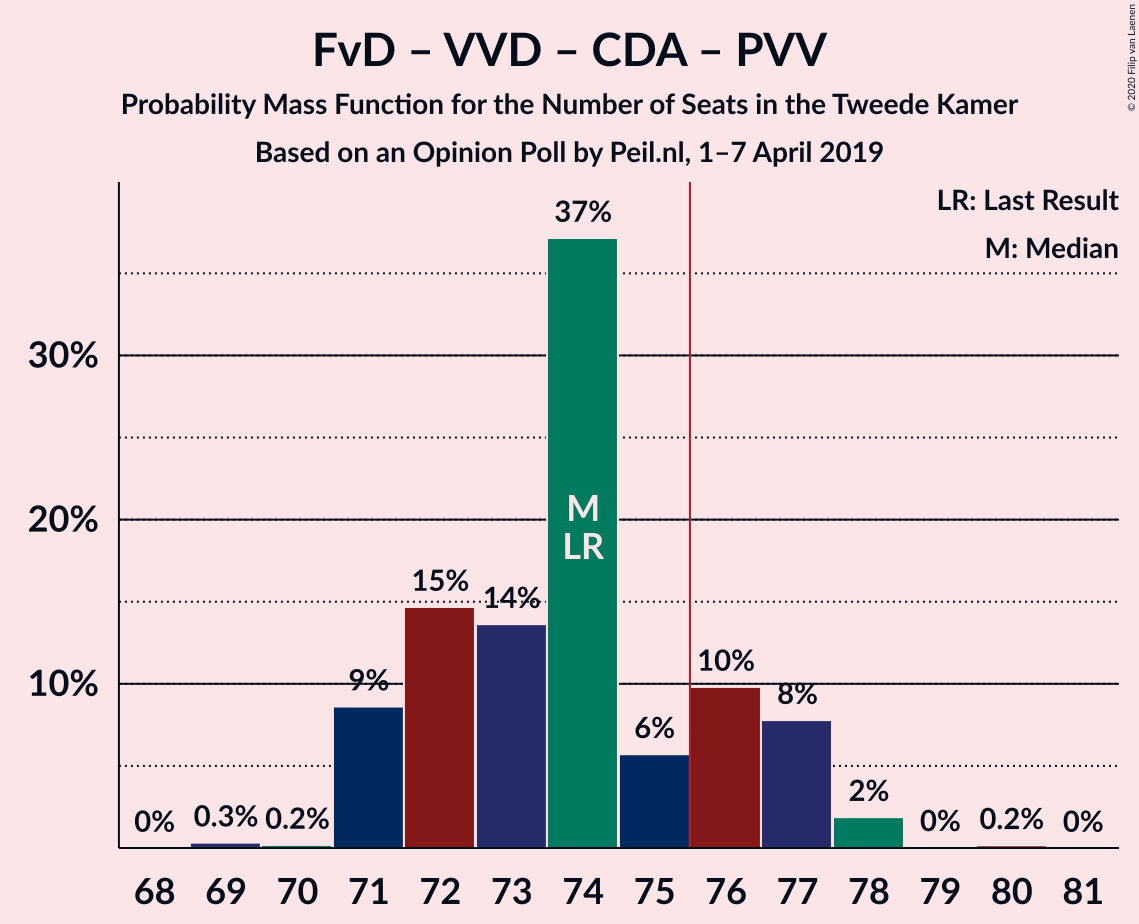 FvD – VVD – CDA – PVV
Probability Mass Function for the Number of Seats in the Tweede Kamer
Based on an Opinion Poll by Peil.nl, 1–7 April 2019
© 2020 Filip van Laenen
LR: Last Result
M: Median
30%
20%
10%
0%
0.3%
0.2%
9%
15%
14%
37%
M
LR
6%
10%
8%
2%
0%
0.2%
0%
68 69 70 71 72 73 74 75 76 77 78 79 80 81